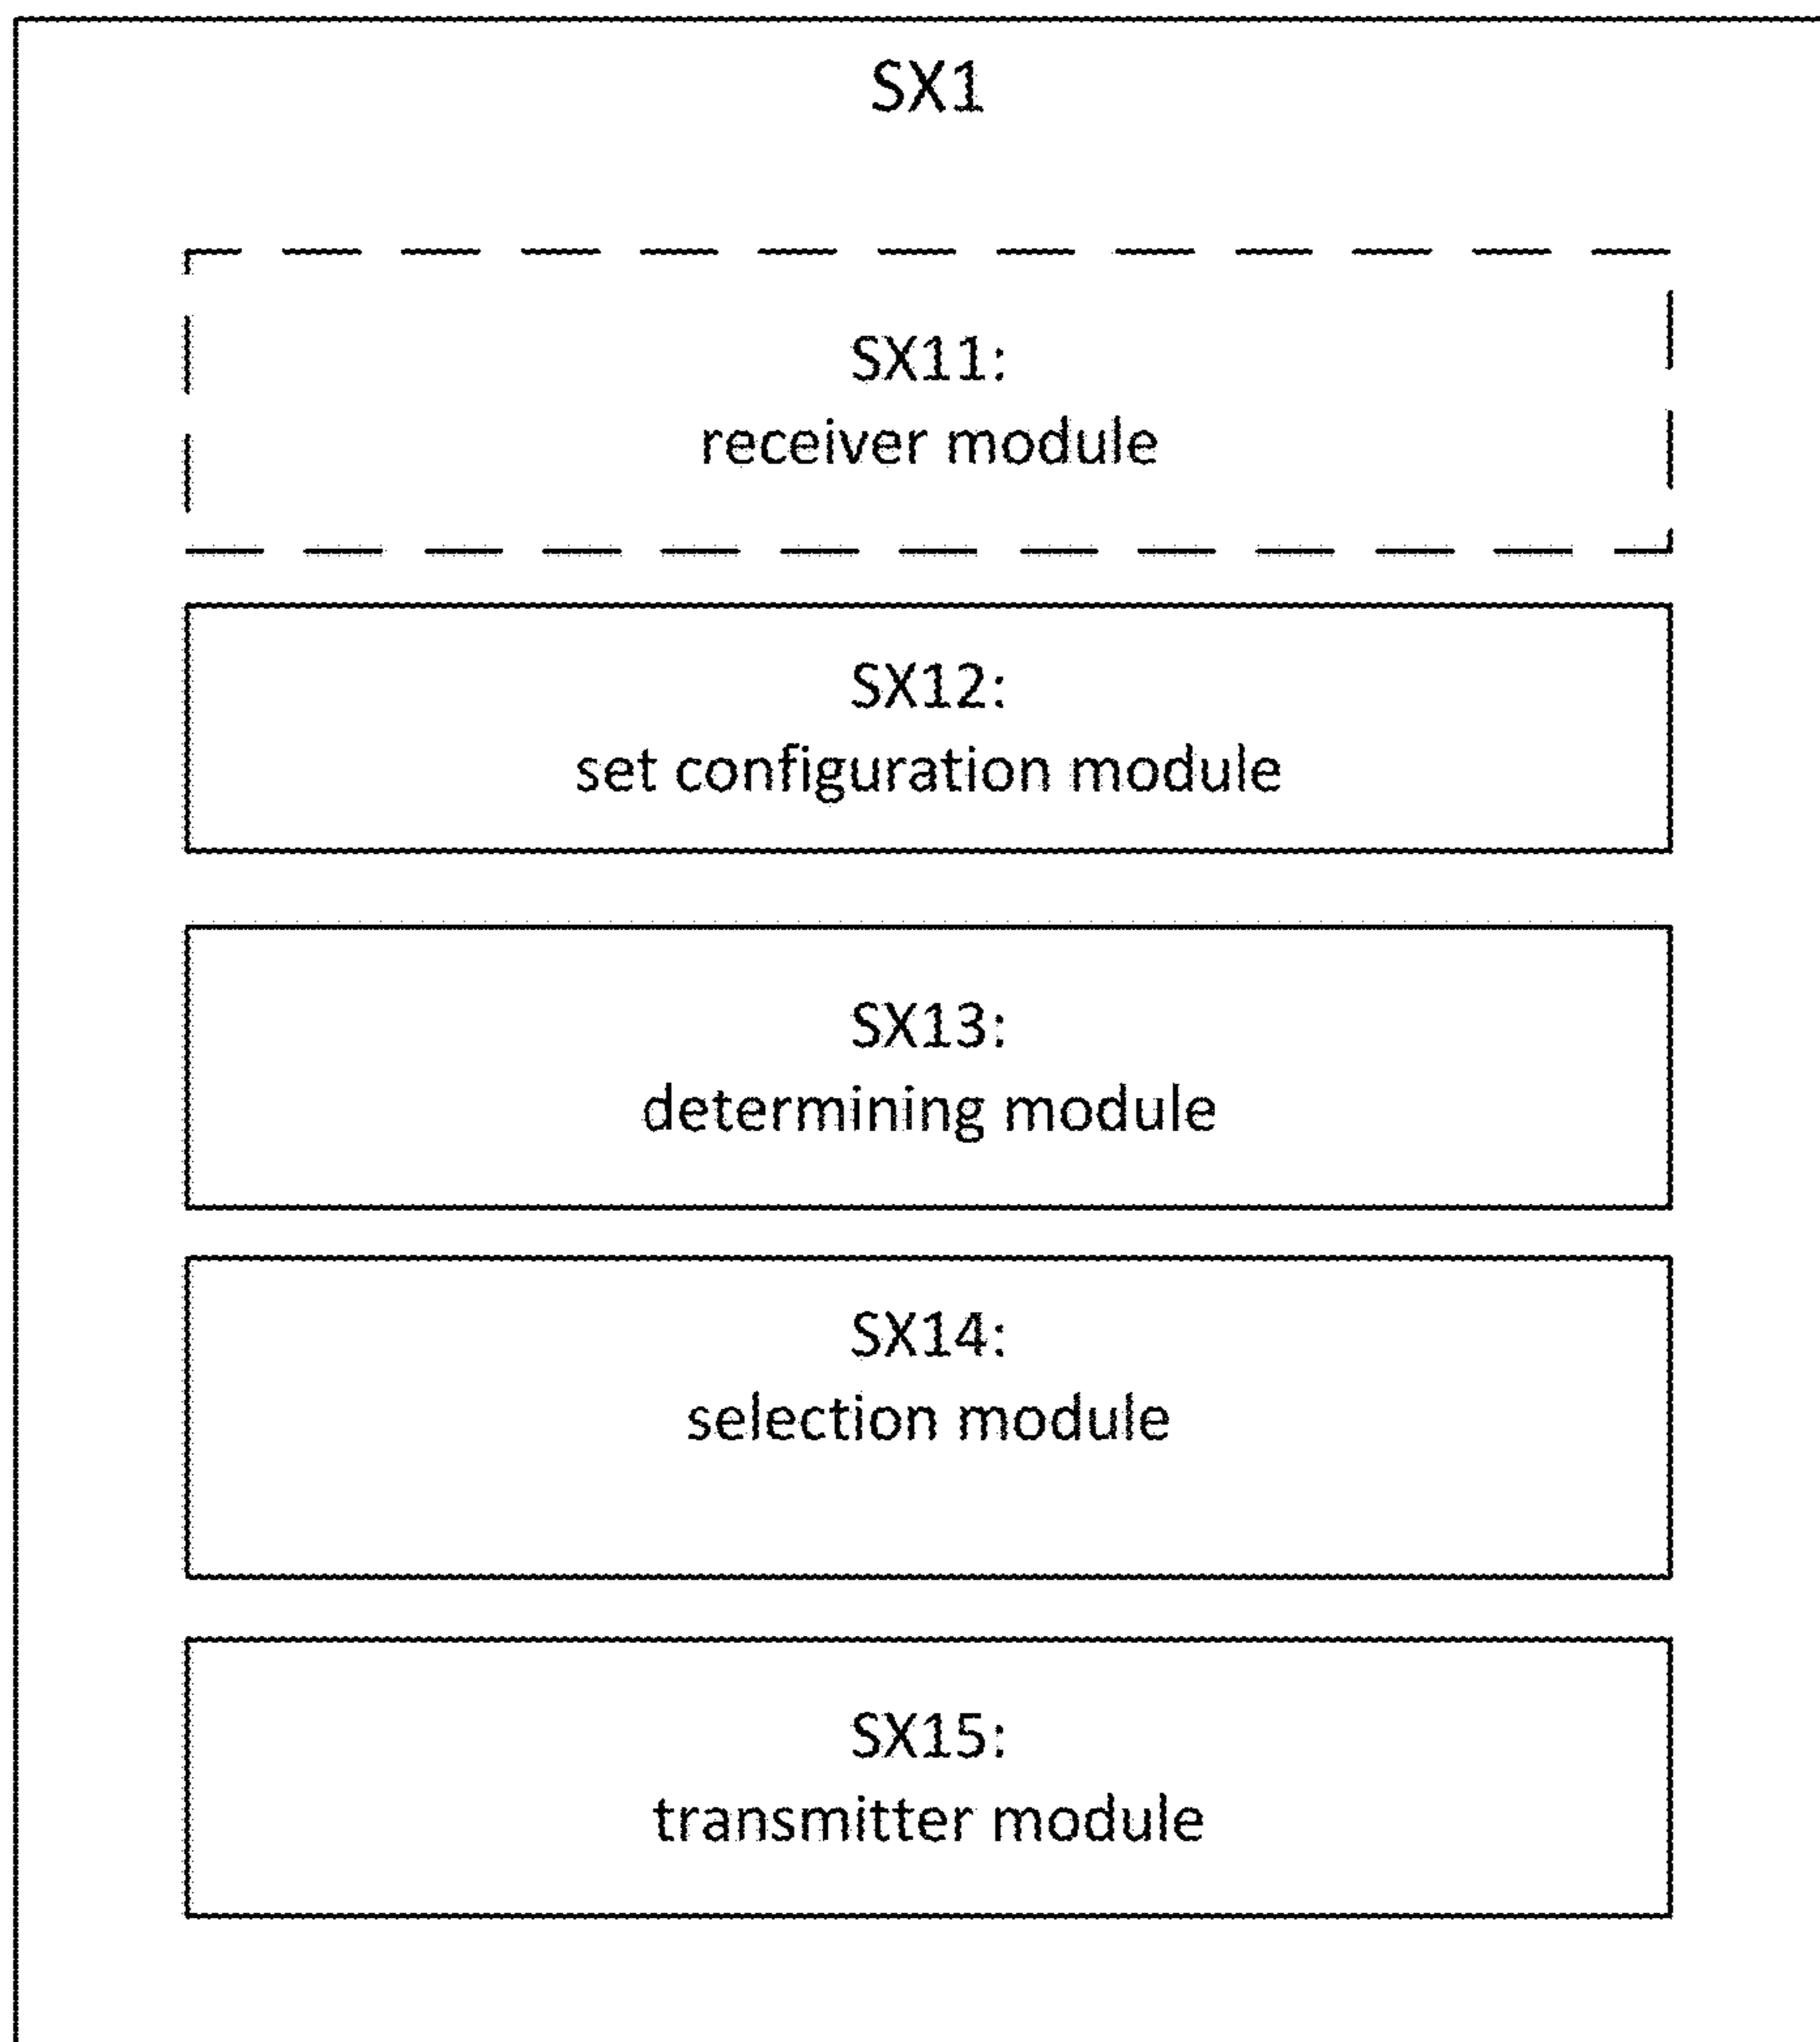 SX1
SX11:
receiver module
SX12:
set configuration module
SX13:
determining module
SX14:
selection module
SX15:
transmitter module